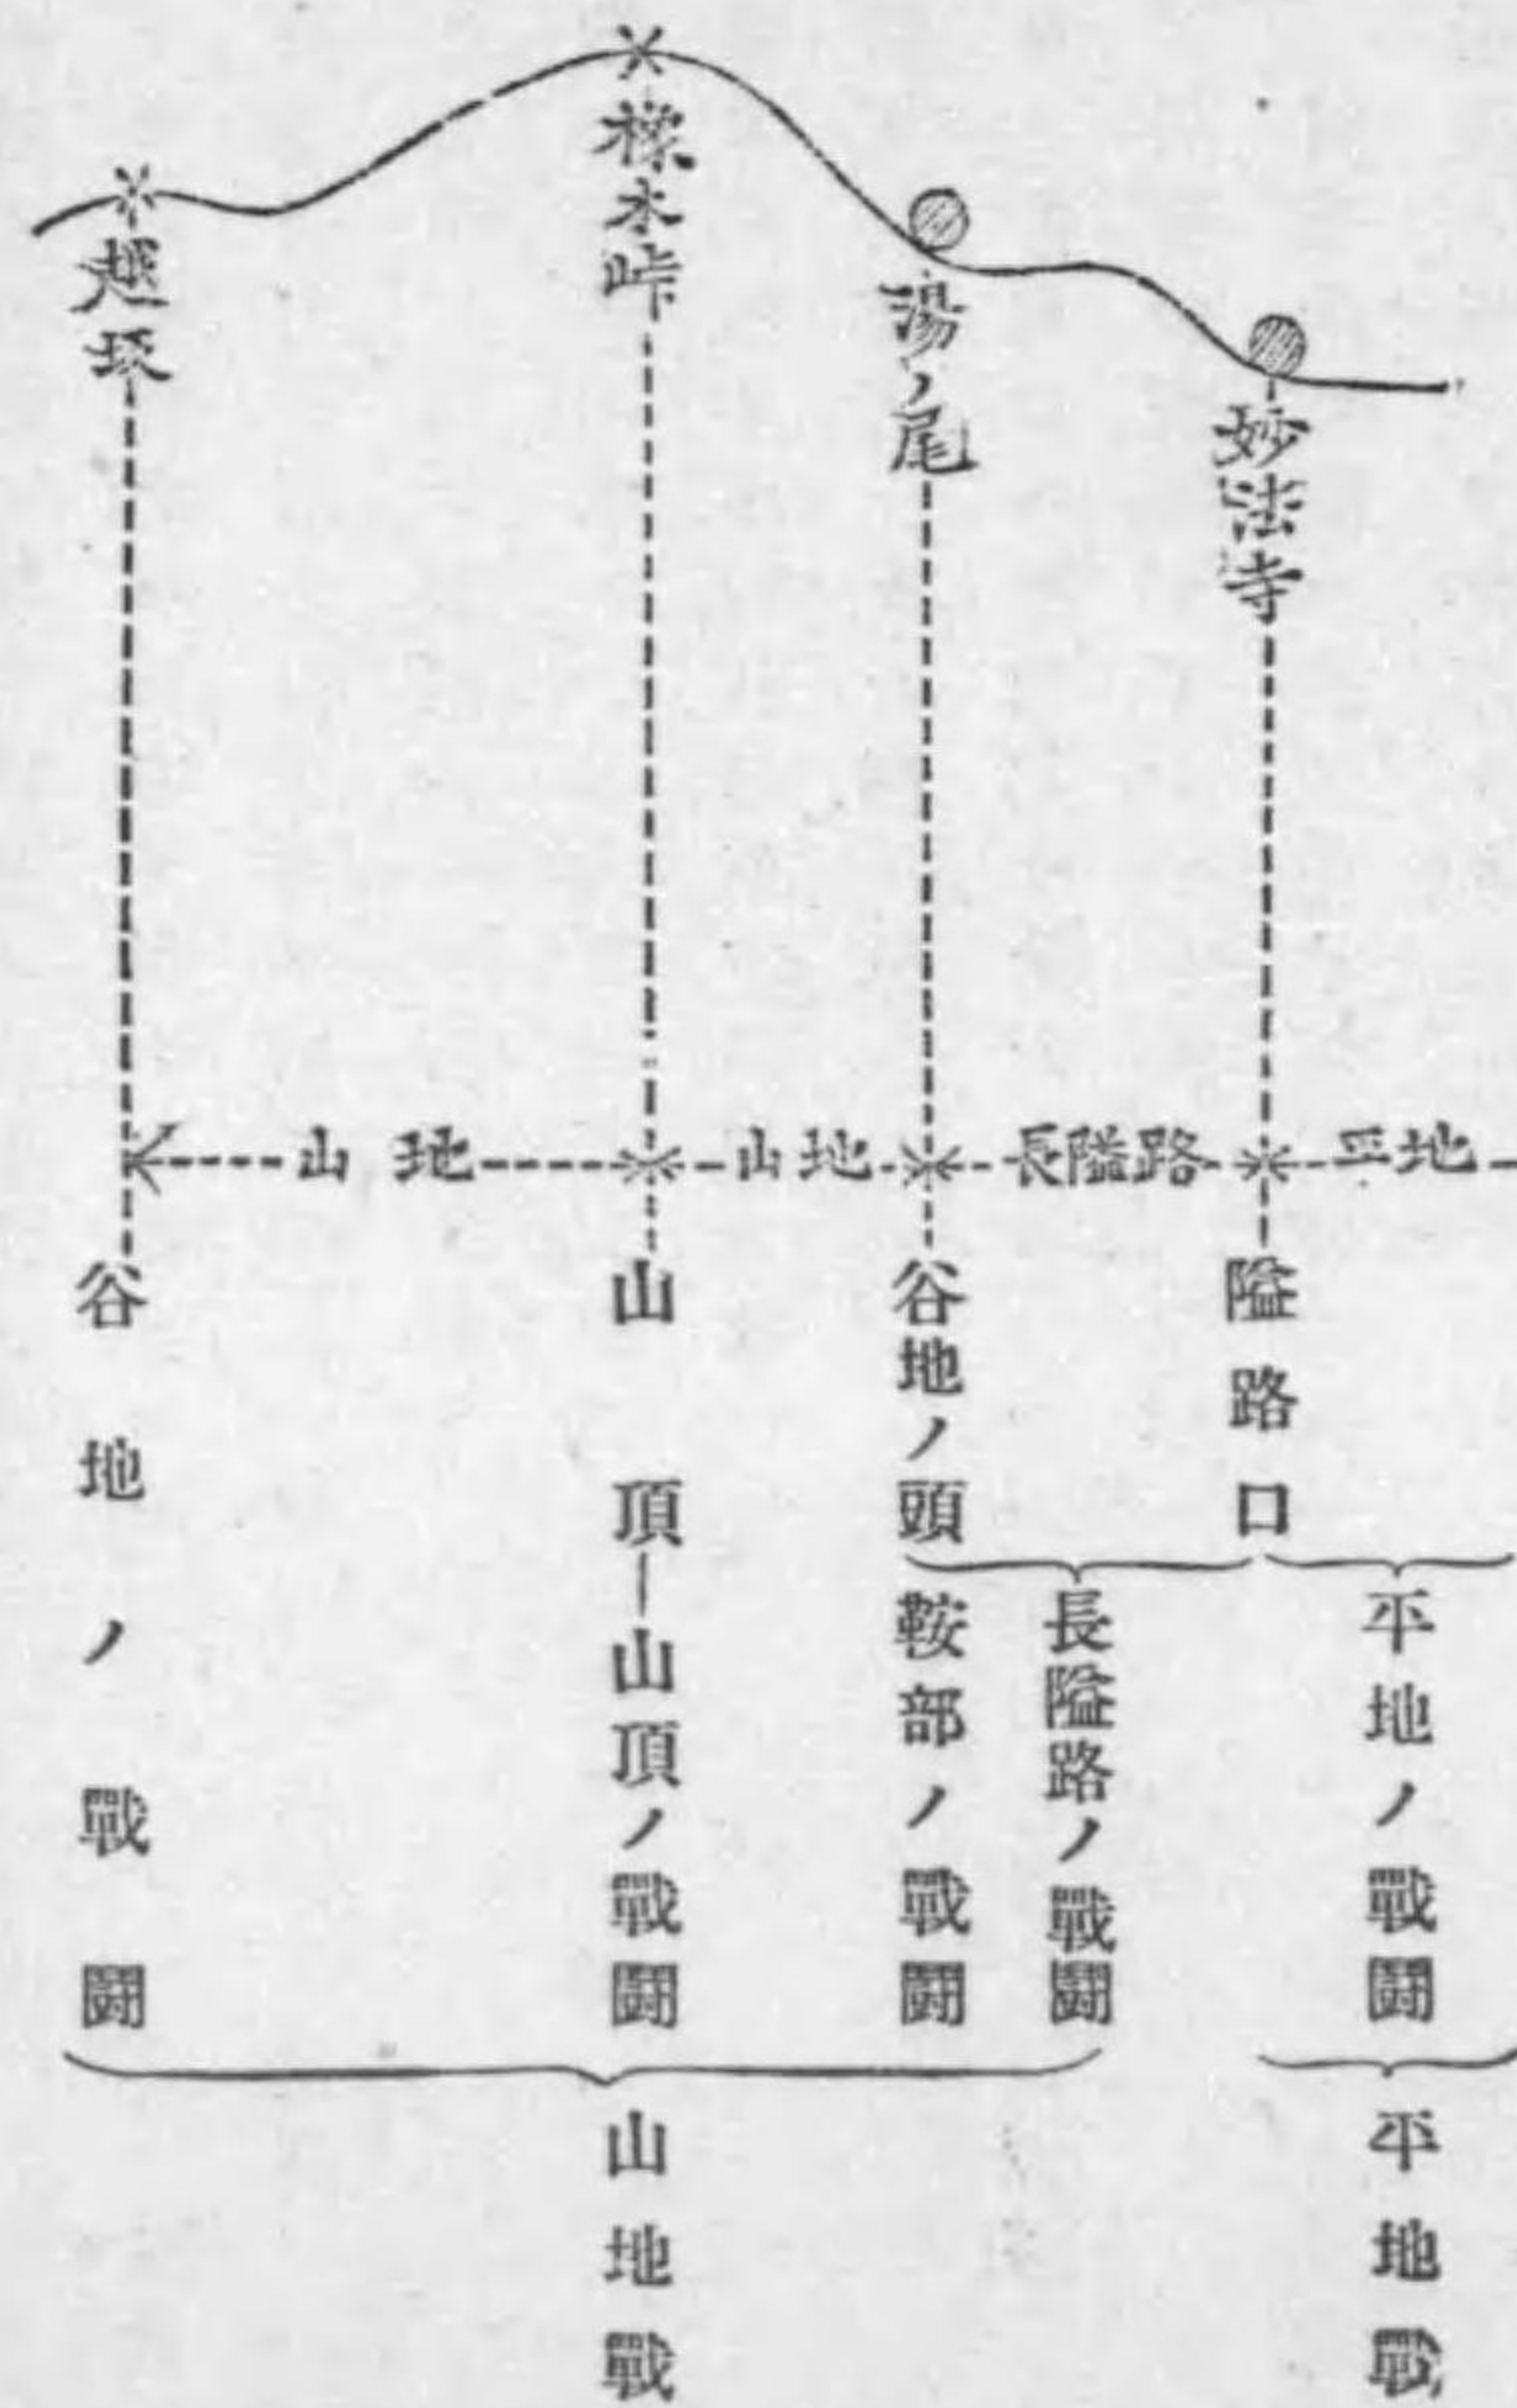 妙法寺
湯ノ尾
橡木峠
越坂
山地
山地
長隘路
平地
隘路口
谷地ノ頭
山頂―山頂ノ戰鬪
谷地ノ戰鬪
平地ノ戰鬪
長隘路ノ戰鬪
鞍部ノ戰鬪
平地戰
山地戰